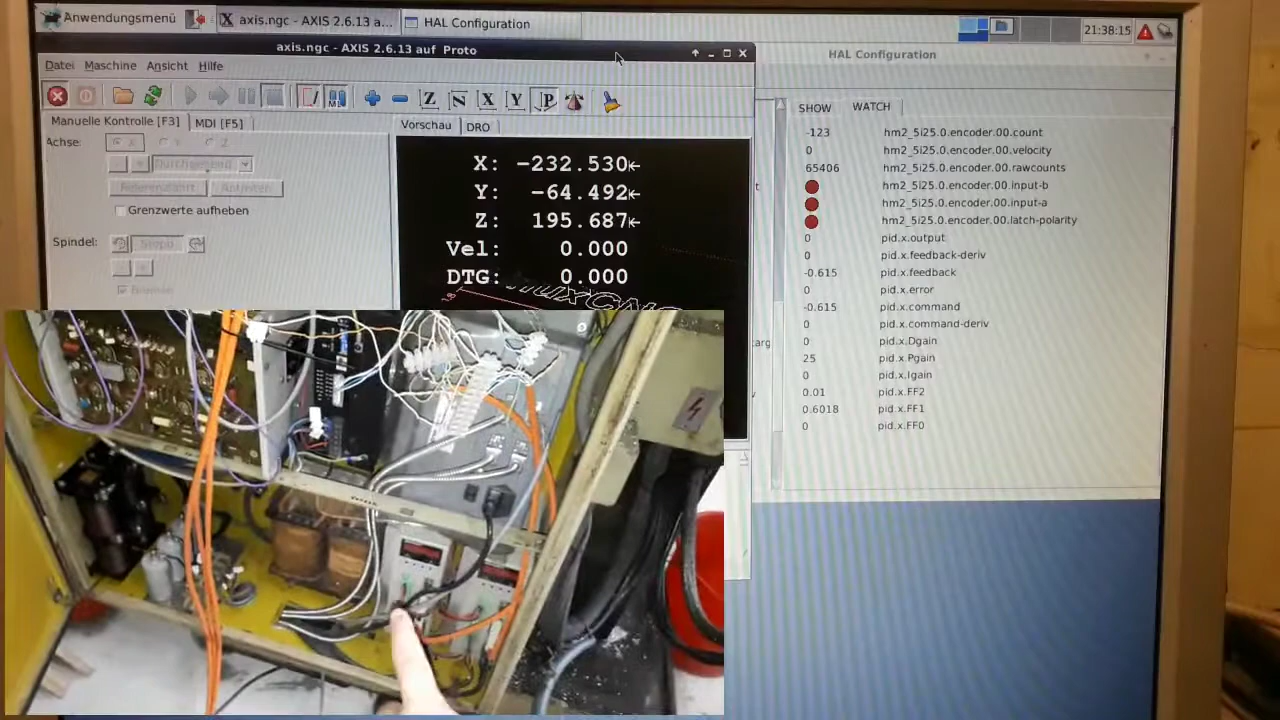 Anwendungsmenü
axis.ngc - AXIS 2.6.13 a...
HAL Configuration
21:38:15
axis.ngc - AXIS 2.6.13 auf Proto
HAL Configuration
Datei Maschine Ansicht Hilfe
Z N X Y P
Manuelle Kontrolle [F3] MDI [F5]
Vorschau DRO
Achse: X Y Z
Durchgehend
Referenzfahrt Antasten
Grenzwerte aufheben
Spindel: Stopp
Bremse
X: -232.530
Y: -64.492
Z: 195.687
Vel: 0.000
DTG: 0.000
SHOW WATCH
-123 hm2_5i25.0.encoder.00.count
0 hm2_5i25.0.encoder.00.velocity
65406 hm2_5i25.0.encoder.00.rawcounts
hm2_5i25.0.encoder.00.input-b
hm2_5i25.0.encoder.00.input-a
hm2_5i25.0.encoder.00.latch-polarity
0 pid.x.output
0 pid.x.feedback-deriv
-0.615 pid.x.feedback
0 pid.x.error
-0.615 pid.x.command
0 pid.x.command-deriv
0 pid.x.Dgain
25 pid.x.Pgain
0 pid.x.Igain
0.01 pid.x.FF2
0.6018 pid.x.FF1
0 pid.x.FF0